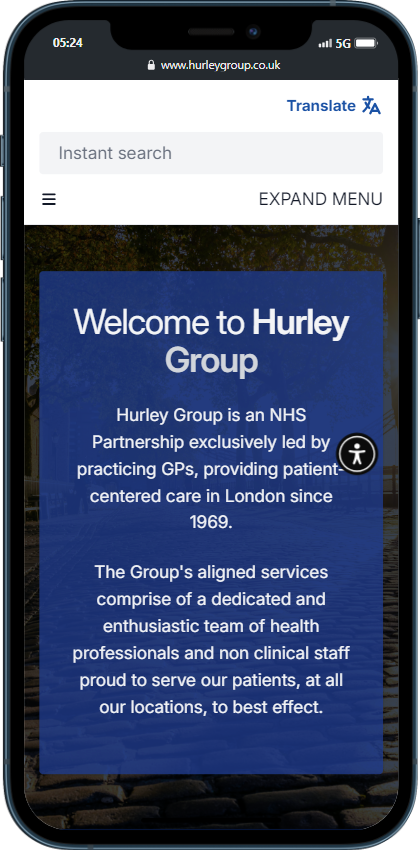 05:24
5G
www.hurleygroup.co.uk
Translate
Instant search
EXPAND MENU
Welcome to Hurley
Group
Hurley Group is an NHS
Partnership exclusively led by
practicing GPs, providing patient-
centered care in London since
1969.
The Group's aligned services
comprise of a dedicated and
enthusiastic team of health
professionals and non clinical staff
proud to serve our patients, at all
our locations, to best effect.